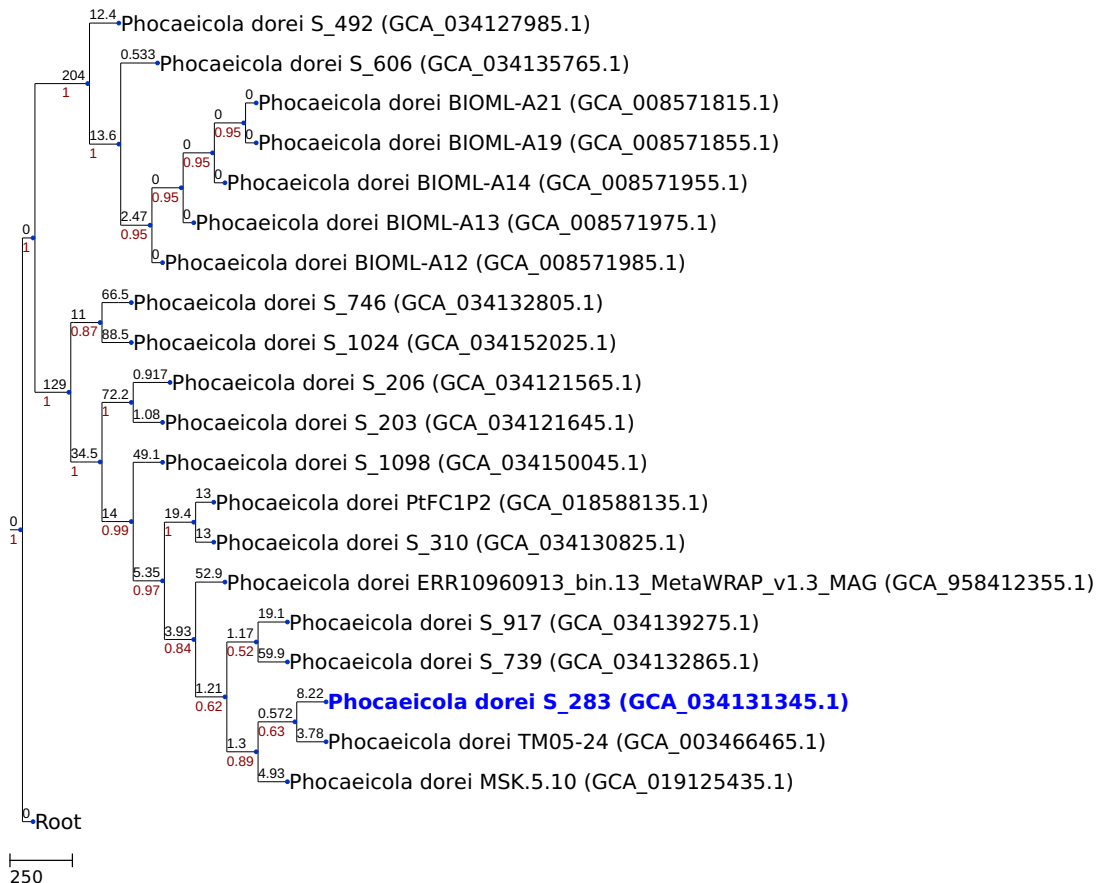 12.4 Phocaeicola dorei S_492 (GCA_034127985.1)
0.533 Phocaeicola dorei S_606 (GCA_034135765.1)
204
1
0 Phocaeicola dorei BIOML-A21 (GCA_008571815.1)
0
0.95
13.6
1
0 Phocaeicola dorei BIOML-A19 (GCA_008571855.1)
0
0.95
0 Phocaeicola dorei BIOML-A14 (GCA_008571955.1)
0
0.95
0 Phocaeicola dorei BIOML-A13 (GCA_008571975.1)
2.47
0.95
0
1
0 Phocaeicola dorei BIOML-A12 (GCA_008571985.1)
66.5 Phocaeicola dorei S_746 (GCA_034132805.1)
11
0.87
88.5 Phocaeicola dorei S_1024 (GCA_034152025.1)
0.917 Phocaeicola dorei S_206 (GCA_034121565.1)
129
1
72.2
1
1.08 Phocaeicola dorei S_203 (GCA_034121645.1)
34.5
1
49.1 Phocaeicola dorei S_1098 (GCA_034150045.1)
13 Phocaeicola dorei PtFC1P2 (GCA_018588135.1)
14
0.99
19.4
1
0
1
13 Phocaeicola dorei S_310 (GCA_034130825.1)
5.35
0.97
52.9 Phocaeicola dorei ERR10960913_bin.13_MetaWRAP_v1.3_MAG (GCA_958412355.1)
19.1 Phocaeicola dorei S_917 (GCA_034139275.1)
3.93
0.84
1.17
0.52
59.9 Phocaeicola dorei S_739 (GCA_034132865.1)
1.21
0.62
8.22 Phocaeicola dorei S_283 (GCA_034131345.1)
0.572
0.63
3.78 Phocaeicola dorei TM05-24 (GCA_003466465.1)
1.3
0.89
4.93 Phocaeicola dorei MSK.5.10 (GCA_019125435.1)
0 Root
250